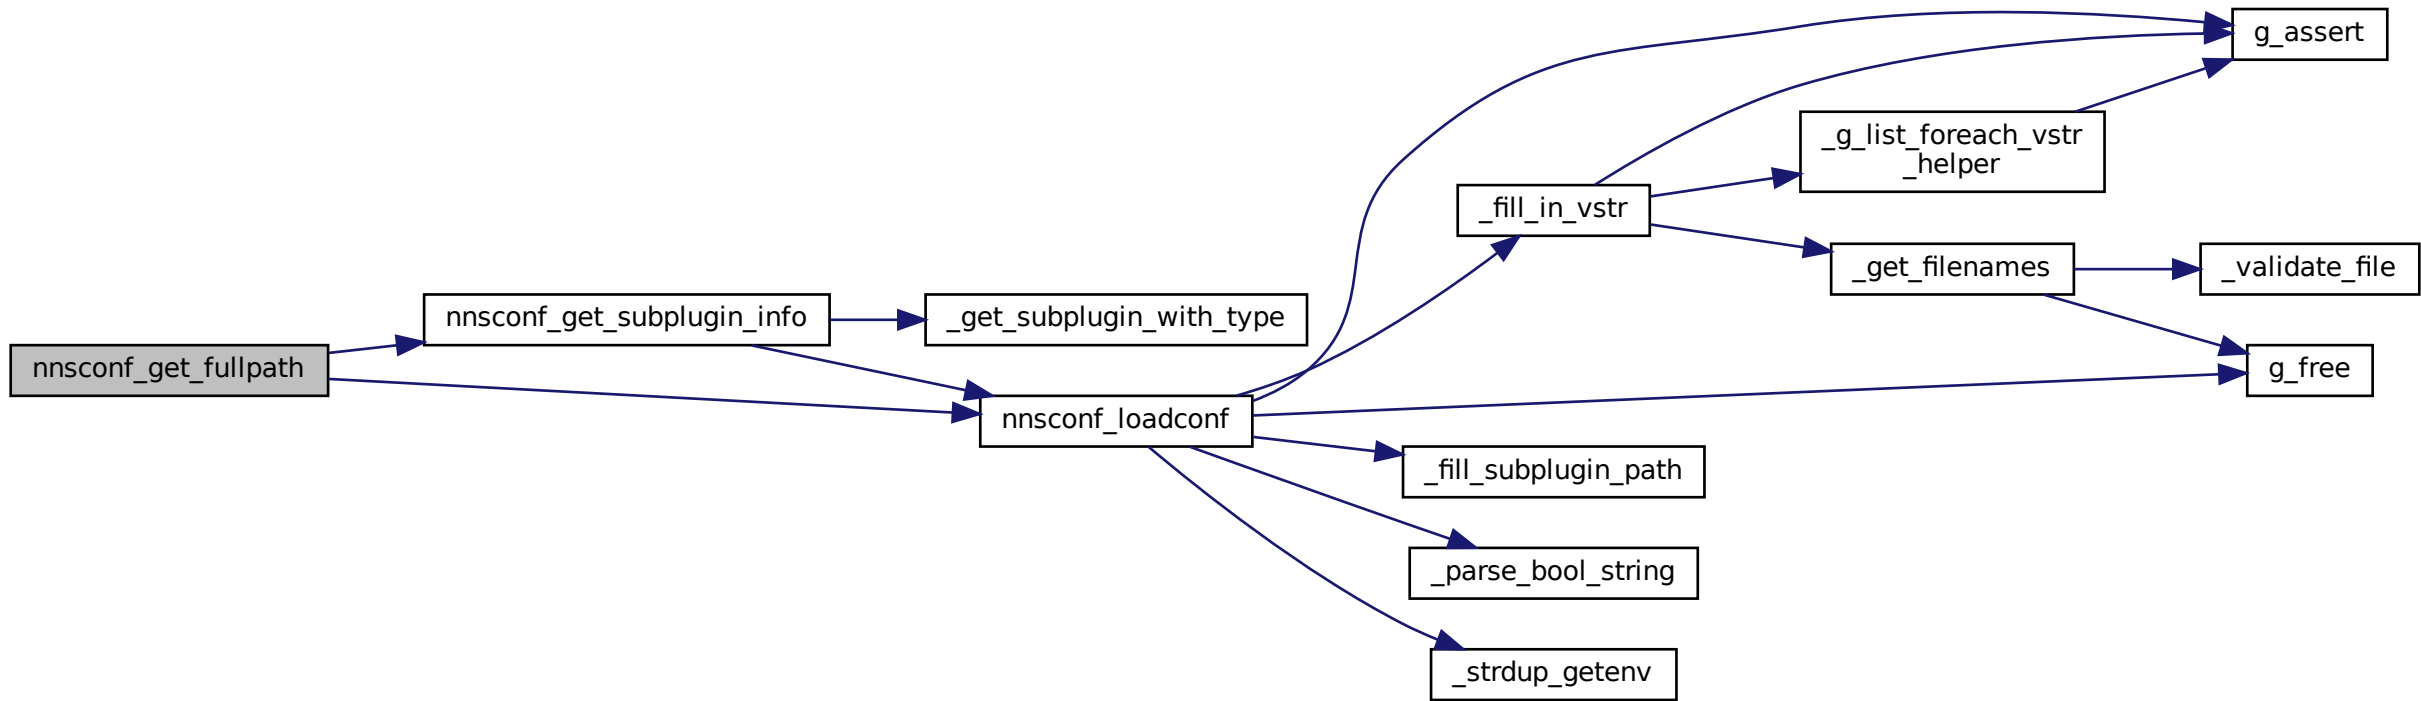 nnsconf_get_fullpath
nnsconf_get_subplugin_info
_get_subplugin_with_type
nnsconf_loadconf
_fill_in_vstr
g_assert
_g_list_foreach_vstr
_helper
_get_filenames
_validate_file
g_free
_fill_subplugin_path
_parse_bool_string
_strdup_getenv